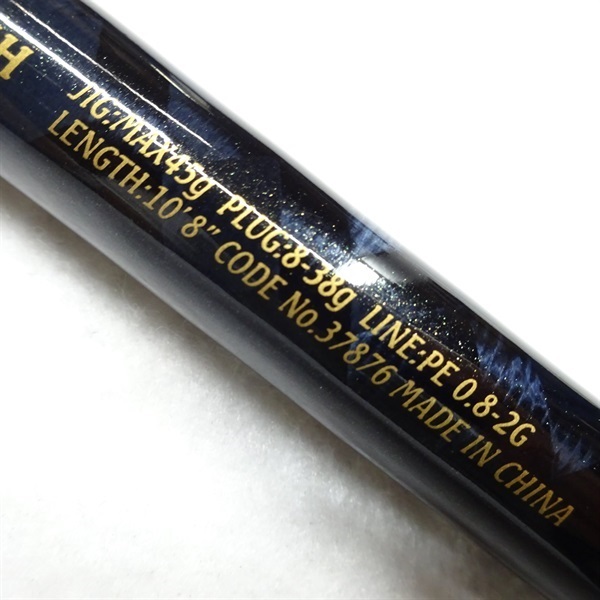 H
JIG:MAX45g PLUG:8-38g LINE:PE 0.8-2G
LENGTH:10'8" CODE No.37876 MADE IN CHINA